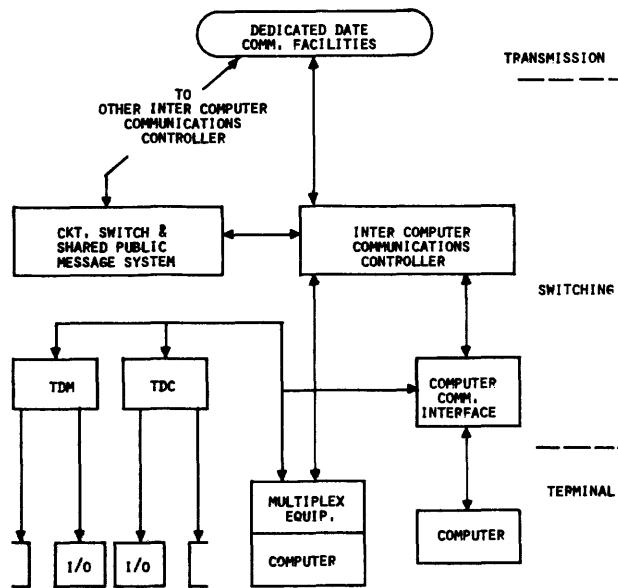 DEDICATED DATE
COMM. FACILITIES
TRANSMISSION
TO
OTHER INTER COMPUTER
COMMUNICATIONS
CONTROLLER
CKT. SWITCH &
SHARED PUBLIC
MESSAGE SYSTEM
INTER COMPUTER
COMMUNICATIONS
CONTROLLER
SWITCHING
TDM
TDC
COMPUTER
COMM.
INTERFACE
TERMINAL
MULTIPLEX
EQUIP.
COMPUTER
COMPUTER
I/O
I/O